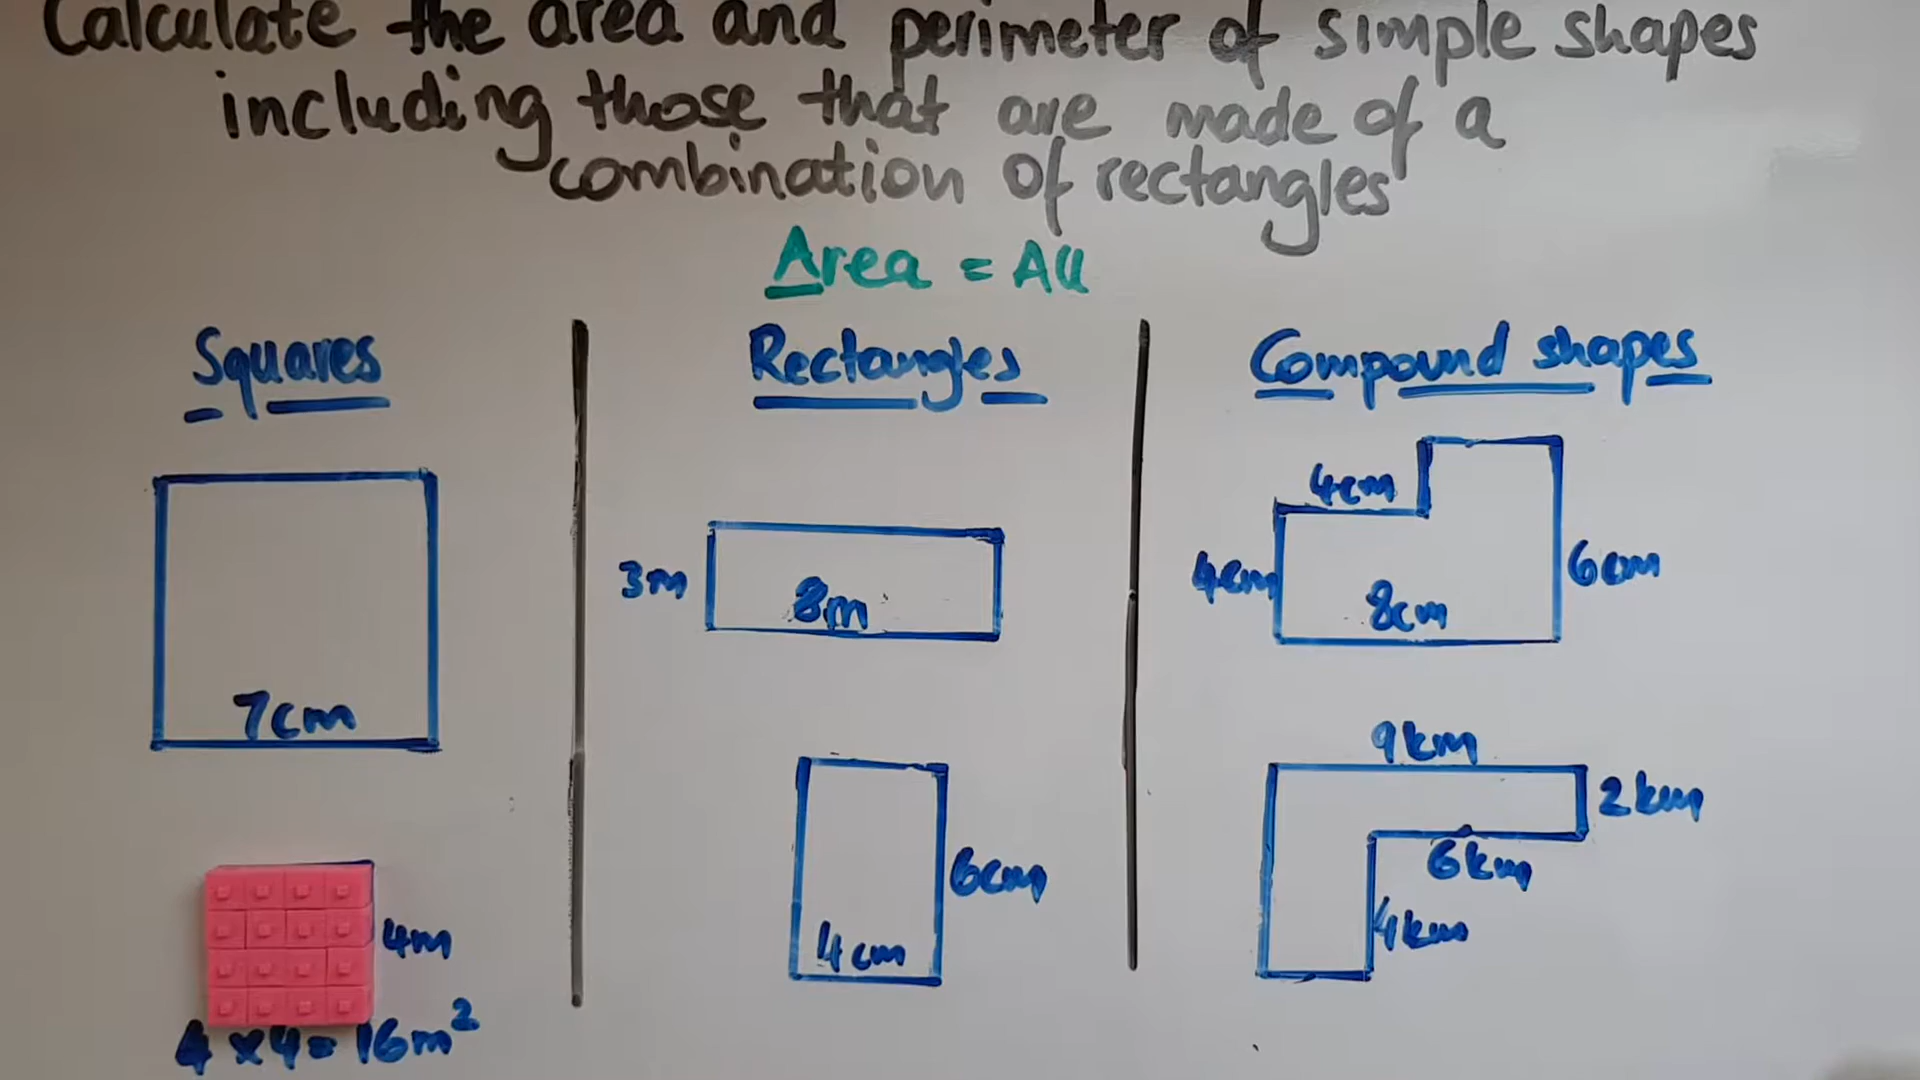 Calculate the area and perimeter of simple shapes
including those that are made of a
combination of rectangles
Area = All
Squares
Rectangles
Compound shapes
7cm
4m
4 x 4 = 16m²
3m
8m
6cm
4cm
4cm
4cm
6cm
8cm
9km
2km
6km
4km